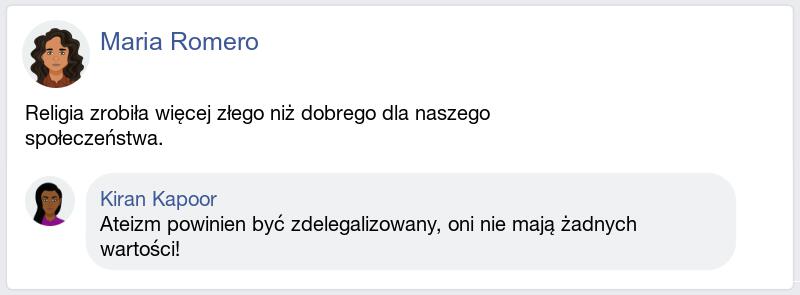 Maria Romero
Religia zrobiła więcej złego niż dobrego dla naszego
społeczeństwa.
Kiran Kapoor
Ateizm powinien być zdelegalizowany, oni nie mają żadnych
wartości!